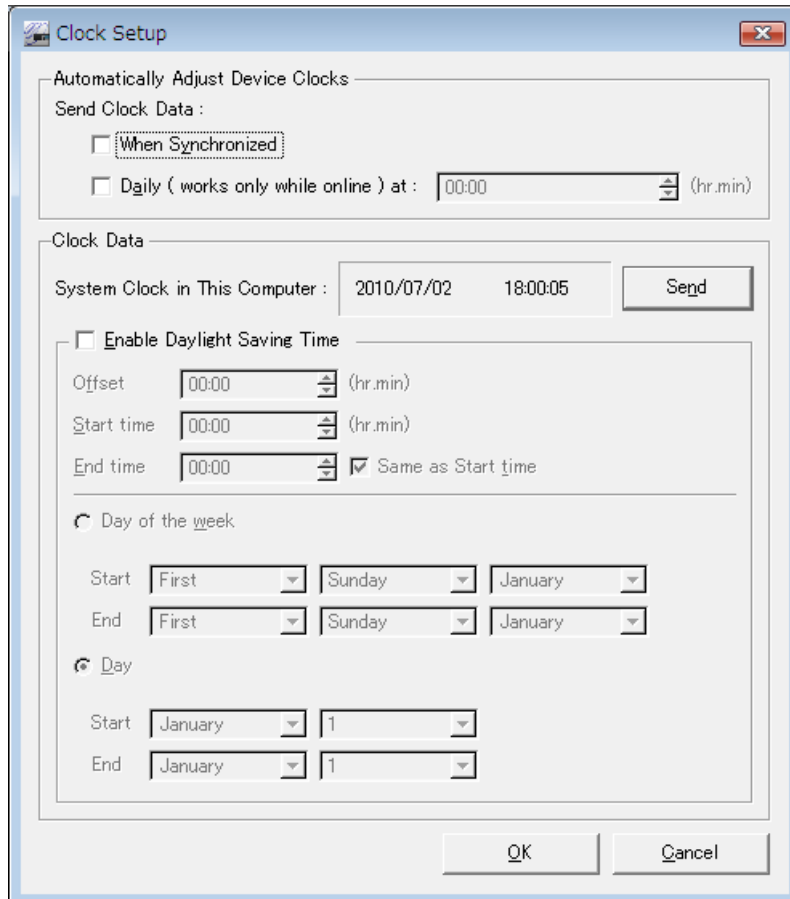 Clock Setup
Automatically Adjust Device Clocks
Send Clock Data :
When Synchronized
Daily ( works only while online ) at : 00:00 (hr.min)
Clock Data
System Clock in This Computer : 2010/07/02 18:00:05 Send
Enable Daylight Saving Time
Offset 00:00 (hr.min)
Start time 00:00 (hr.min)
End time 00:00 Same as Start time
Day of the week
Start First Sunday January
End First Sunday January
Day
Start January 1
End January 1
OK Cancel